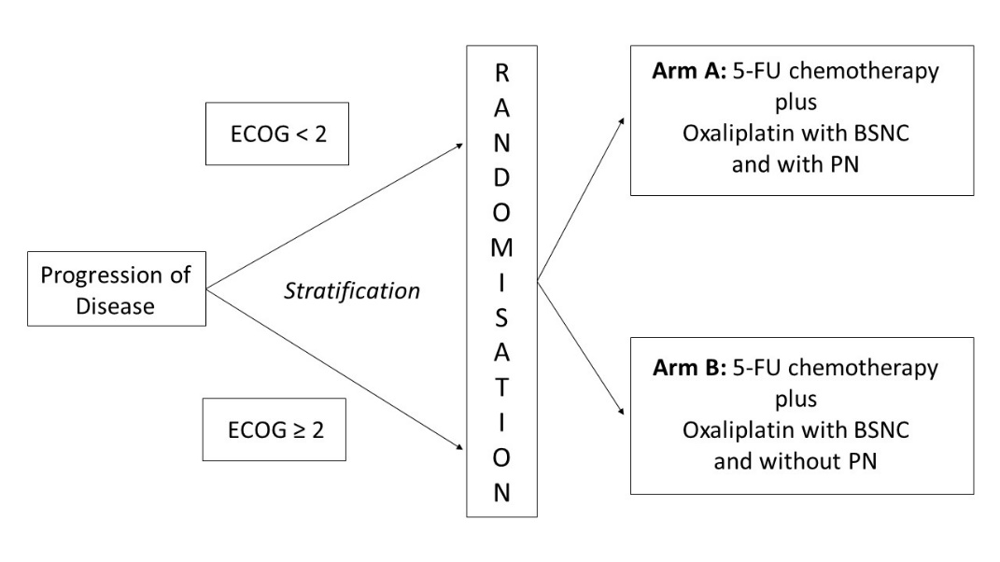 Progression of
Disease
ECOG < 2
Stratification
ECOG ≥ 2
R
A
N
D
O
M
I
S
A
T
I
O
N
Arm A: 5-FU chemotherapy
plus
Oxaliplatin with BSNC
and with PN
Arm B: 5-FU chemotherapy
plus
Oxaliplatin with BSNC
and without PN